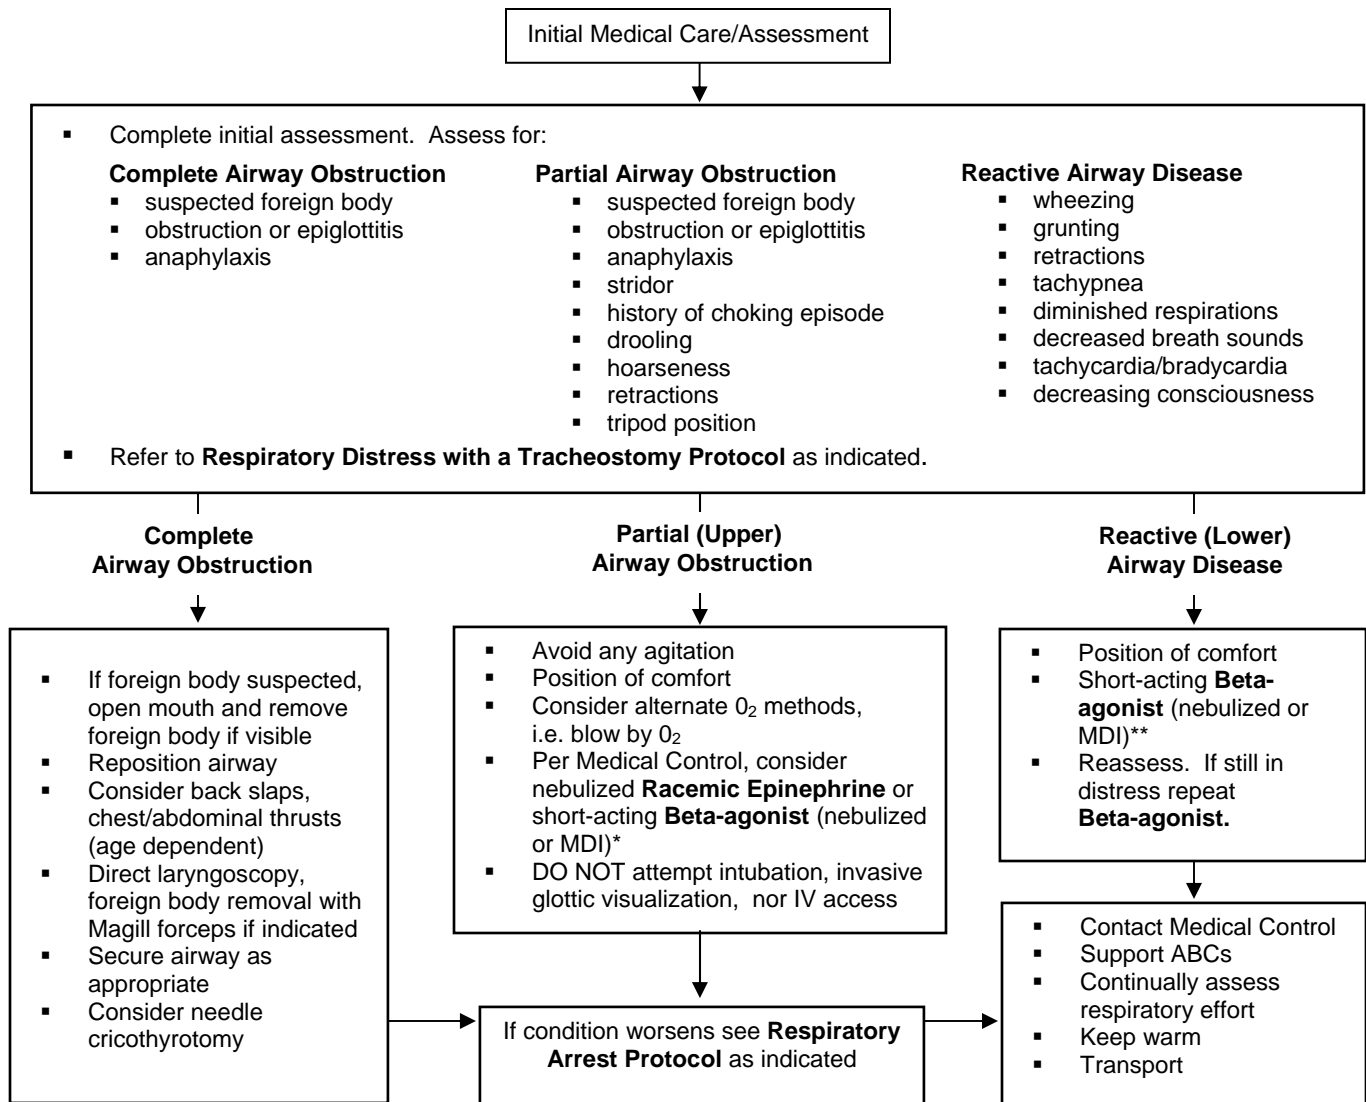 Initial Medical Care/Assessment
▪ Complete initial assessment.  Assess for:
Complete Airway Obstruction
▪ suspected foreign body
▪ obstruction or epiglottitis
▪ anaphylaxis
Partial Airway Obstruction
▪ suspected foreign body
▪ obstruction or epiglottitis
▪ anaphylaxis
▪ stridor
▪ history of choking episode
▪ drooling
▪ hoarseness
▪ retractions
▪ tripod position
Reactive Airway Disease
▪ wheezing
▪ grunting
▪ retractions
▪ tachypnea
▪ diminished respirations
▪ decreased breath sounds
▪ tachycardia/bradycardia
▪ decreasing consciousness
▪ Refer to Respiratory Distress with a Tracheostomy Protocol as indicated.
Complete
Airway Obstruction
▪ If foreign body suspected,
open mouth and remove
foreign body if visible
▪ Reposition airway
▪ Consider back slaps,
chest/abdominal thrusts
(age dependent)
▪ Direct laryngoscopy,
foreign body removal with
Magill forceps if indicated
▪ Secure airway as
appropriate
▪ Consider needle
cricothyrotomy
Partial (Upper)
Airway Obstruction
▪ Avoid any agitation
▪ Position of comfort
▪ Consider alternate 0₂ methods,
i.e. blow by 0₂
▪ Per Medical Control, consider
nebulized Racemic Epinephrine or
short-acting Beta-agonist (nebulized
or MDI)*
▪ DO NOT attempt intubation, invasive
glottic visualization,  nor IV access
If condition worsens see Respiratory
Arrest Protocol as indicated
Reactive (Lower)
Airway Disease
▪ Position of comfort
▪ Short-acting Beta-
agonist (nebulized or
MDI)**
▪ Reassess.  If still in
distress repeat
Beta-agonist.
▪ Contact Medical Control
▪ Support ABCs
▪ Continually assess
respiratory effort
▪ Keep warm
▪ Transport